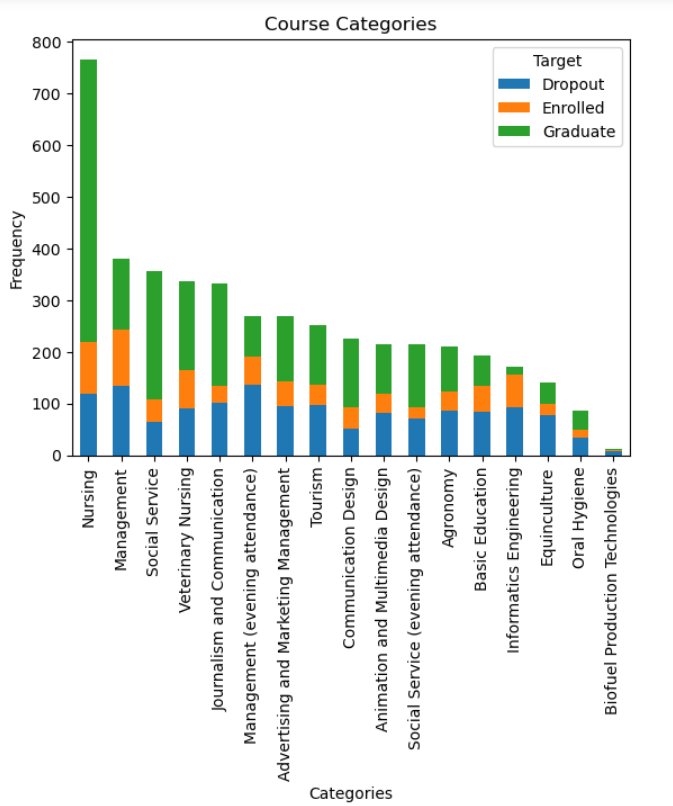 Course Categories
Target
Dropout
Enrolled
Graduate
Frequency
800
700
600
500
400
300
200
100
0
Nursing
Management
Social Service
Veterinary Nursing
Journalism and Communication
Management (evening attendance)
Advertising and Marketing Management
Tourism
Communication Design
Animation and Multimedia Design
Social Service (evening attendance)
Agronomy
Basic Education
Informatics Engineering
Equinculture
Oral Hygiene
Biofuel Production Technologies
Categories